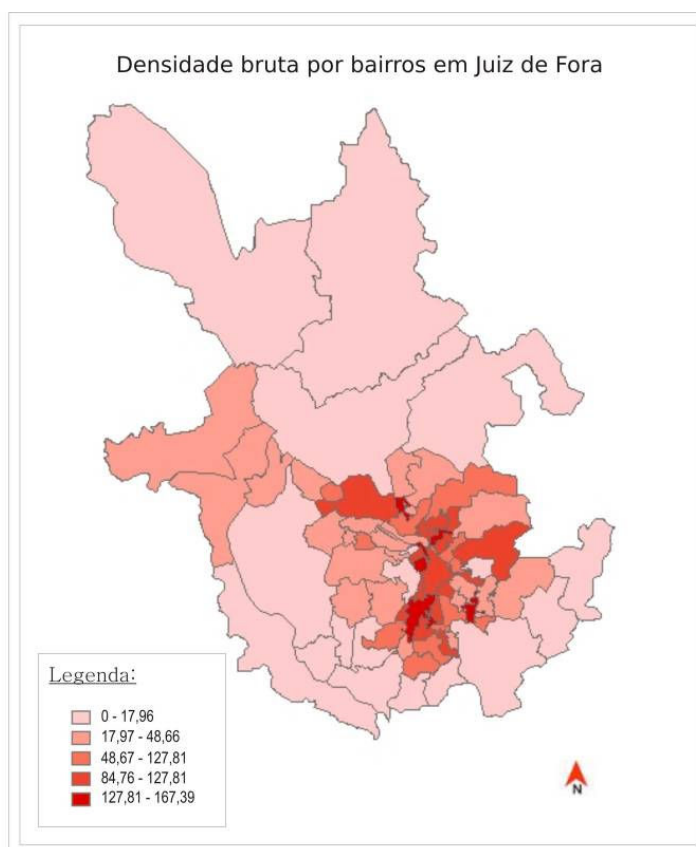 Densidade bruta por bairros em Juiz de Fora
Legenda:
0 - 17,96
17,97 - 48,66
48,67 - 127,81
84,76 - 127,81
127,81 - 167,39
N